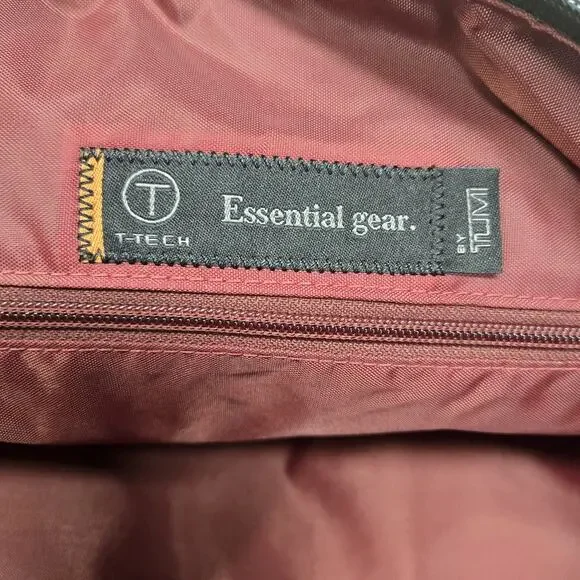 T
T-TECH
Essential gear.
BY TUMI